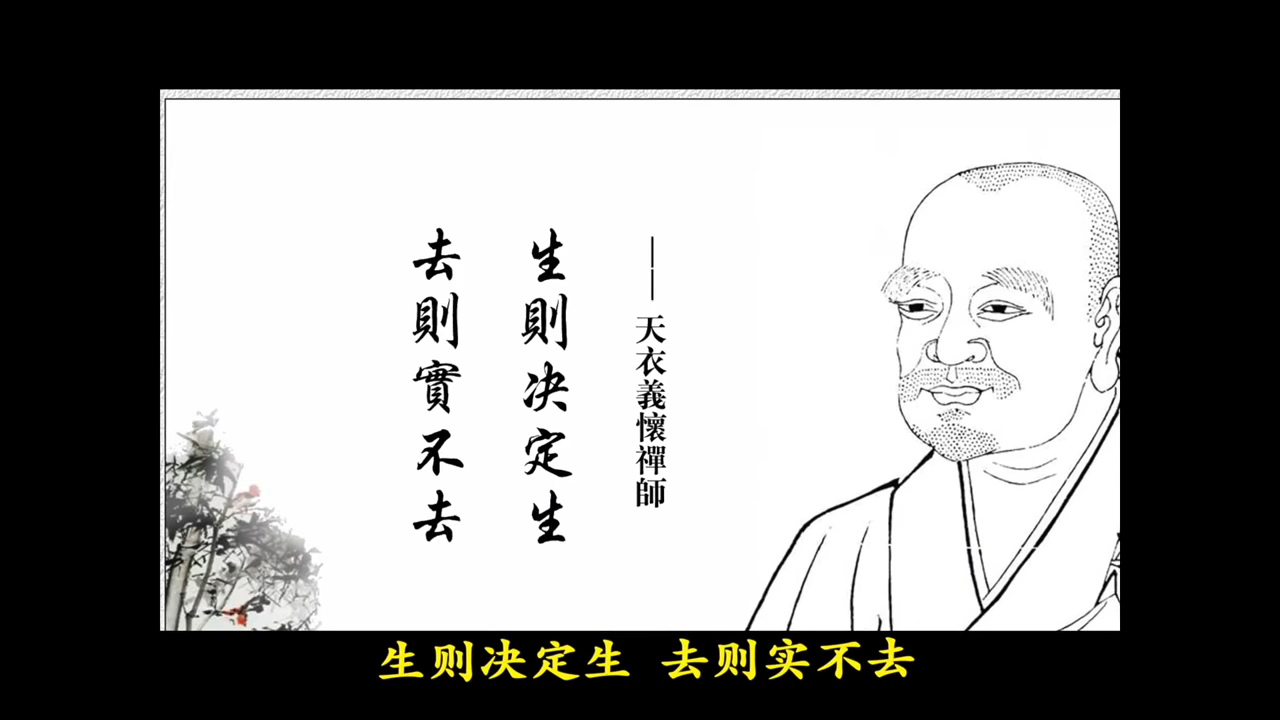 ——天衣義懷禪師
生則決定生
去則實不去
生则决定生 去则实不去